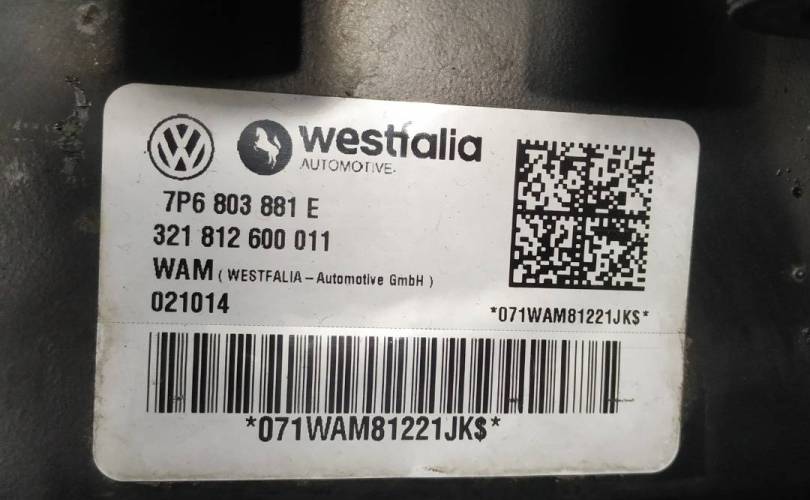 westfalia
AUTOMOTIVE
7P6 803 881 E
321 812 600 011
WAM ( WESTFALIA – Automotive GmbH )
021014
*071WAM81221JK$*
*071WAM81221JK$*